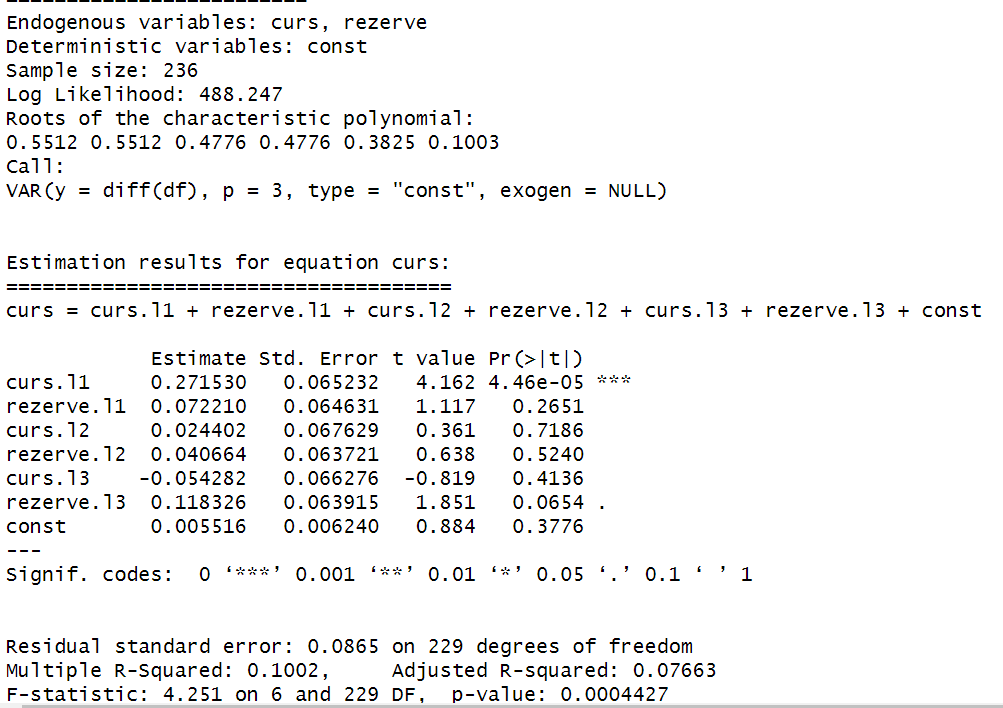 =========================
Endogenous variables: curs, rezerve
Deterministic variables: const
Sample size: 236
Log Likelihood: 488.247
Roots of the characteristic polynomial:
0.5512 0.5512 0.4776 0.4776 0.3825 0.1003
Call:
VAR(y = diff(df), p = 3, type = "const", exogen = NULL)
Estimation results for equation curs:
=====================================
curs = curs.l1 + rezerve.l1 + curs.l2 + rezerve.l2 + curs.l3 + rezerve.l3 + const
Estimate Std. Error t value Pr(>|t|)
curs.l1 0.271530 0.065232 4.162 4.46e-05 ***
rezerve.l1 0.072210 0.064631 1.117 0.2651
curs.l2 0.024402 0.067629 0.361 0.7186
rezerve.l2 0.040664 0.063721 0.638 0.5240
curs.l3 -0.054282 0.066276 -0.819 0.4136
rezerve.l3 0.118326 0.063915 1.851 0.0654 .
const 0.005516 0.006240 0.884 0.3776
---
Signif. codes: 0 ‘***’ 0.001 ‘**’ 0.01 ‘*’ 0.05 ‘.’ 0.1 ‘ ’ 1
Residual standard error: 0.0865 on 229 degrees of freedom
Multiple R-Squared: 0.1002, Adjusted R-squared: 0.07663
F-statistic: 4.251 on 6 and 229 DF, p-value: 0.0004427